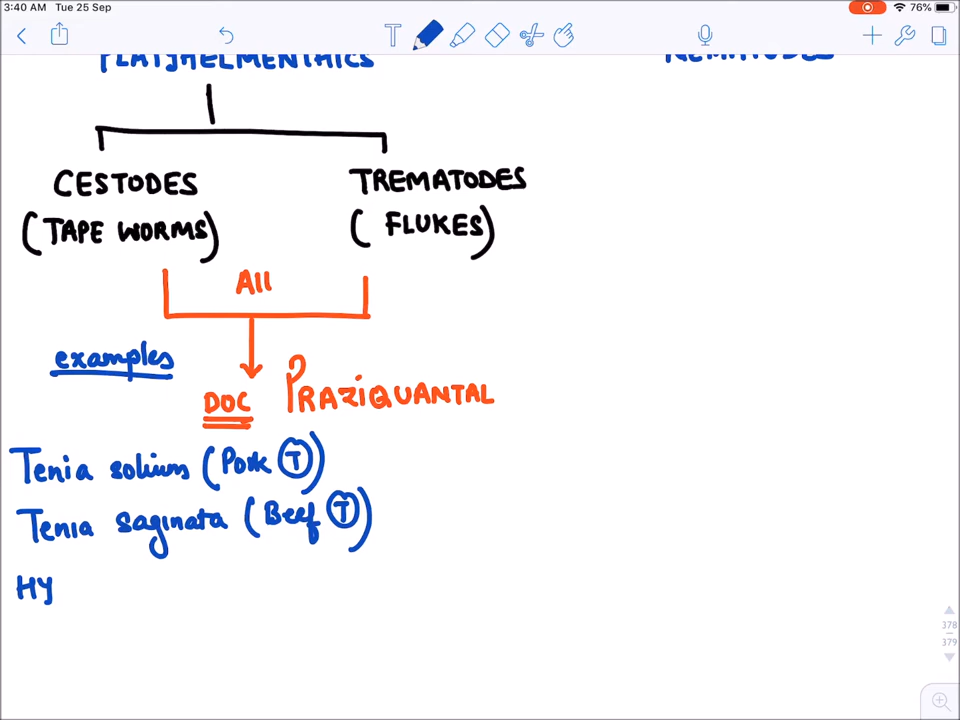 3:40 AM Tue 25 Sep
76%
T
PLATYHELMENTHICS
NEMATODES
CESTODES
(TAPE WORMS)
TREMATODES
(FLUKES)
All
examples
DOC PRAZIQUANTAL
Tenia solium (Pork T)
Tenia saginata (Beef T)
HY
378
379